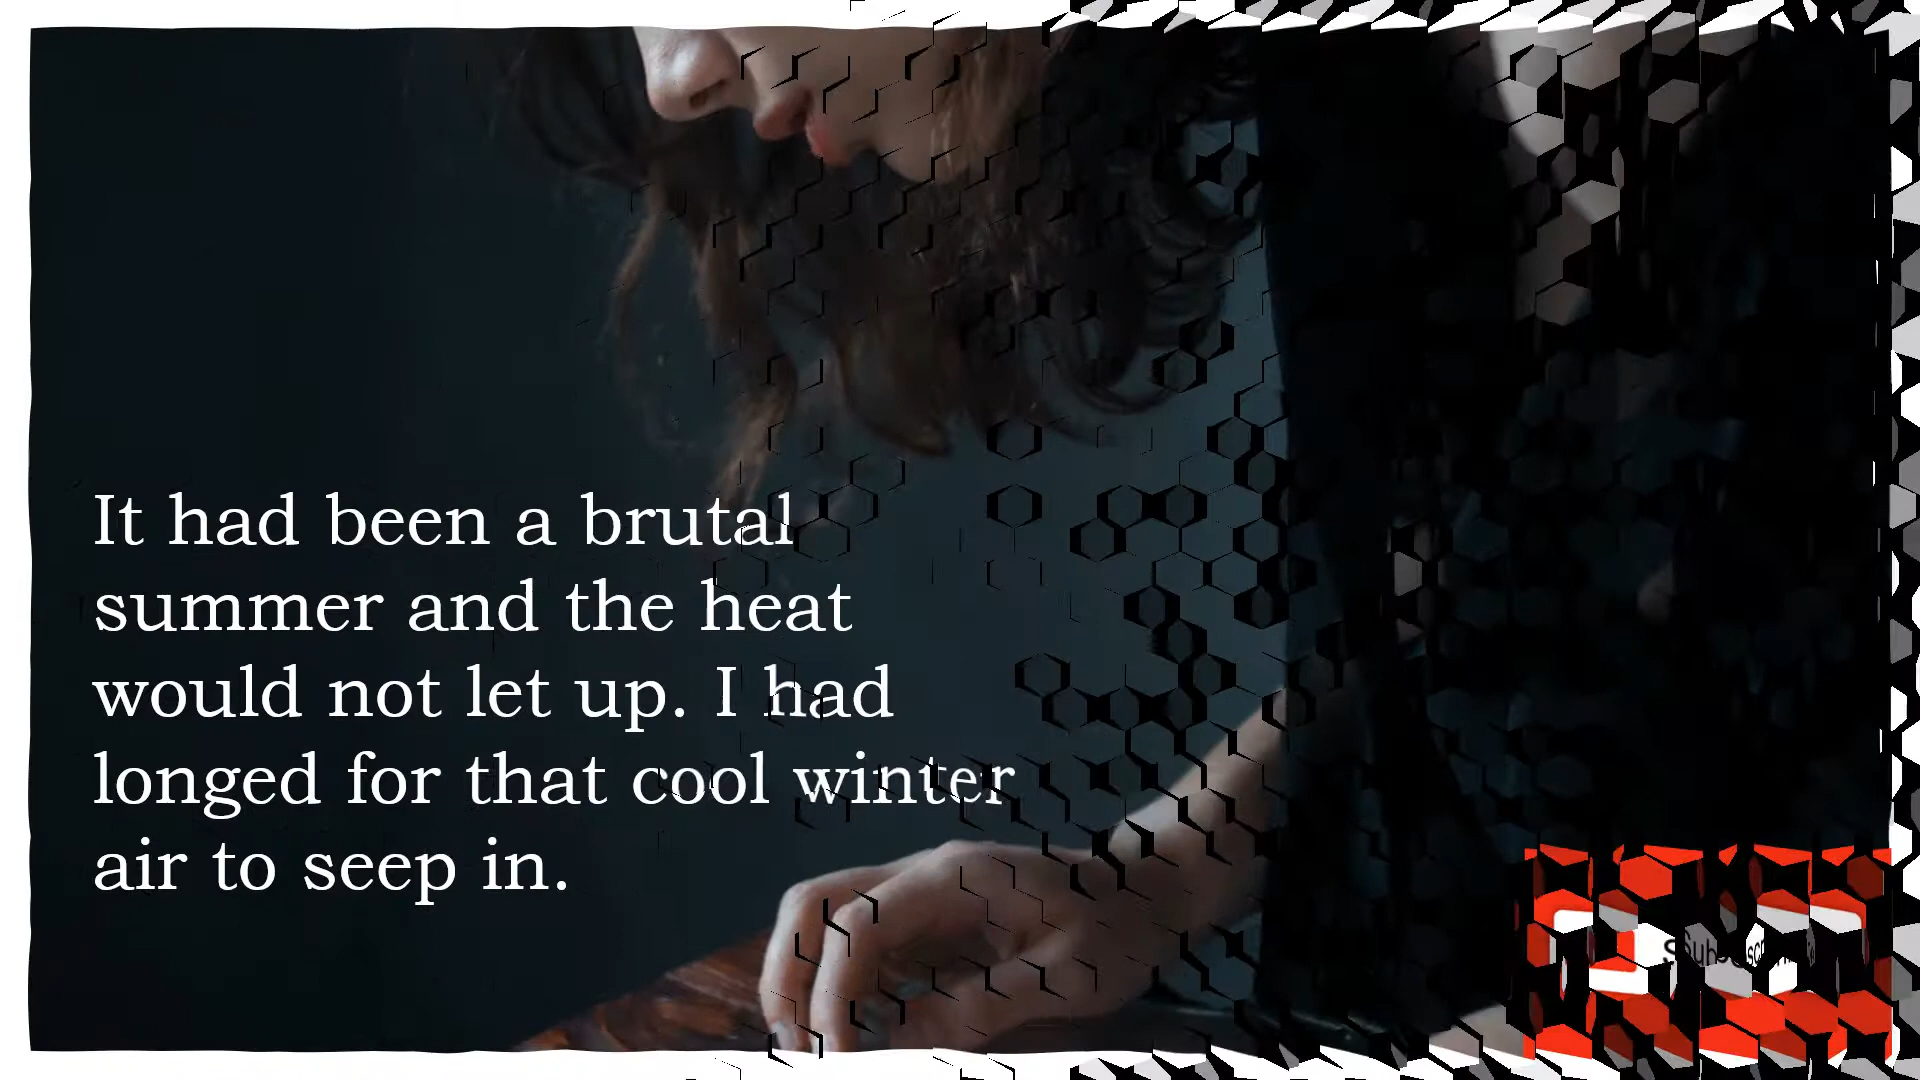 It had been a brutal
summer and the heat
would not let up. I had
longed for that cool winter
air to seep in.